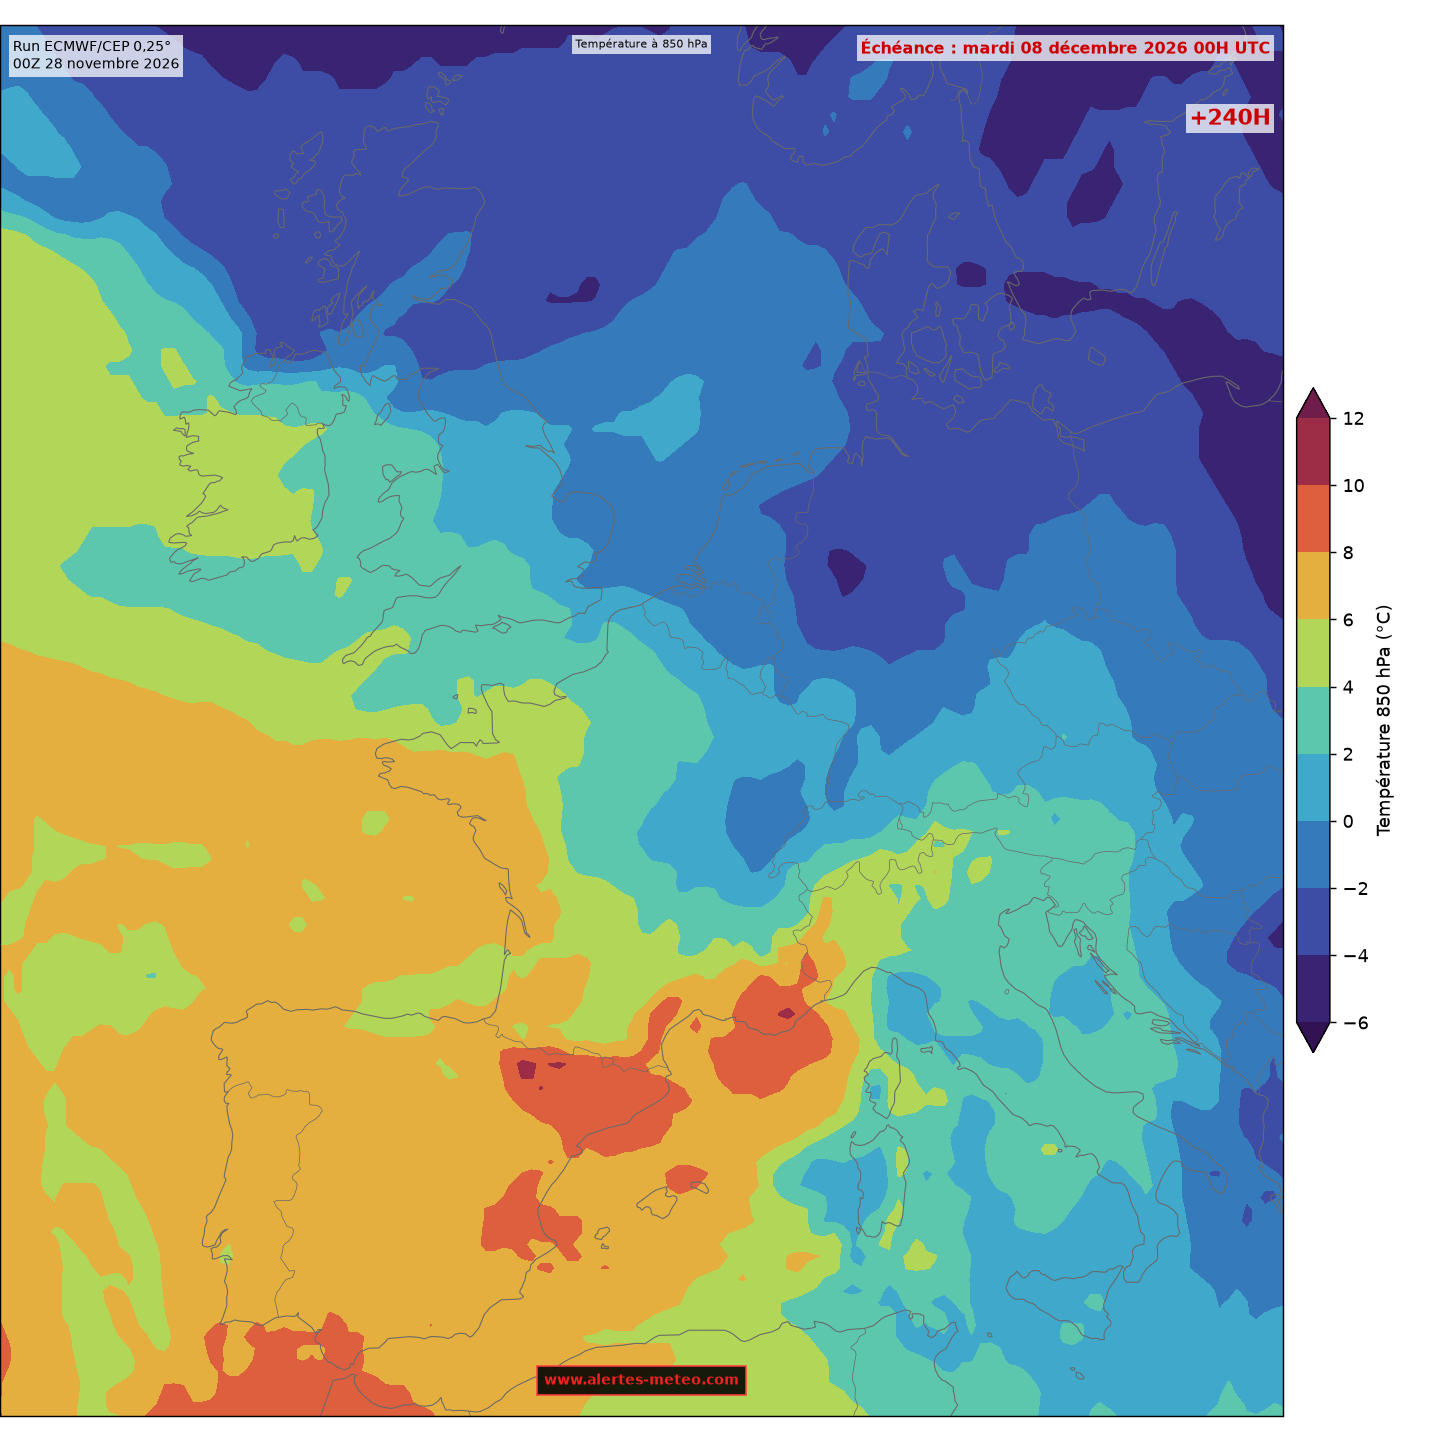 Run ECMWF/CEP 0,25°
00Z 28 novembre 2026
Température à 850 hPa
Échéance : mardi 08 décembre 2026 00H UTC
+240H
12
10
8
6
4
2
0
−2
−4
−6
Température 850 hPa (°C)
www.alertes-meteo.com